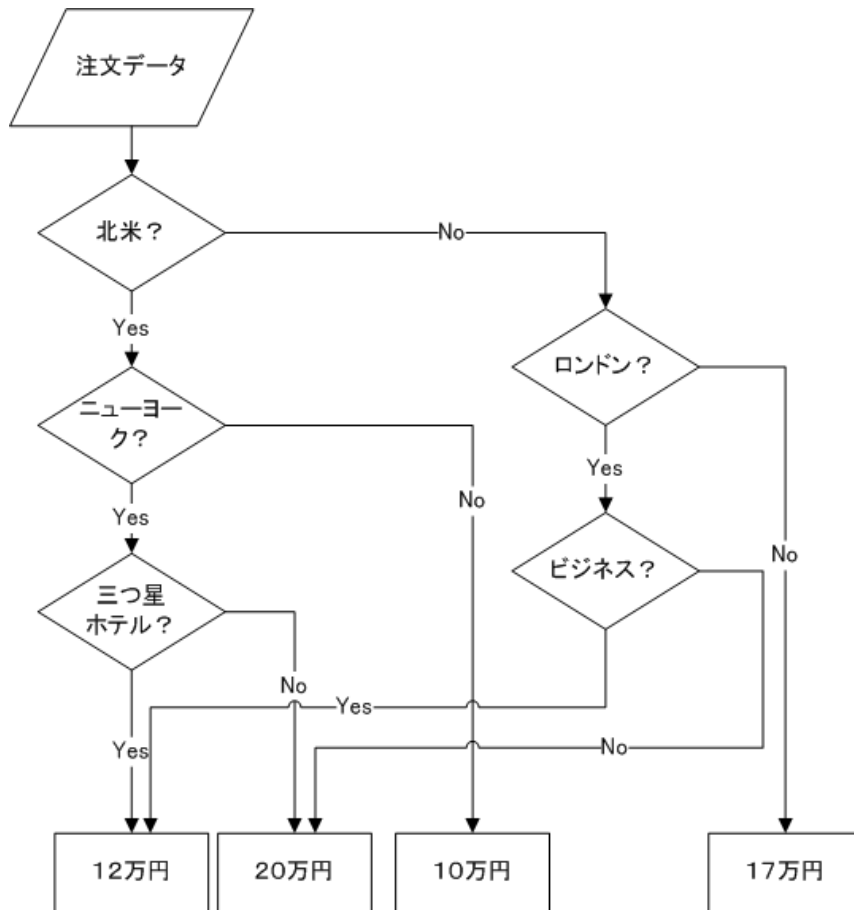 注文データ
北米？
No
Yes
ロンドン？
ニューヨー
ク？
Yes
No
Yes
ビジネス？
No
三つ星
ホテル？
No
Yes
Yes
No
12万円
20万円
10万円
17万円